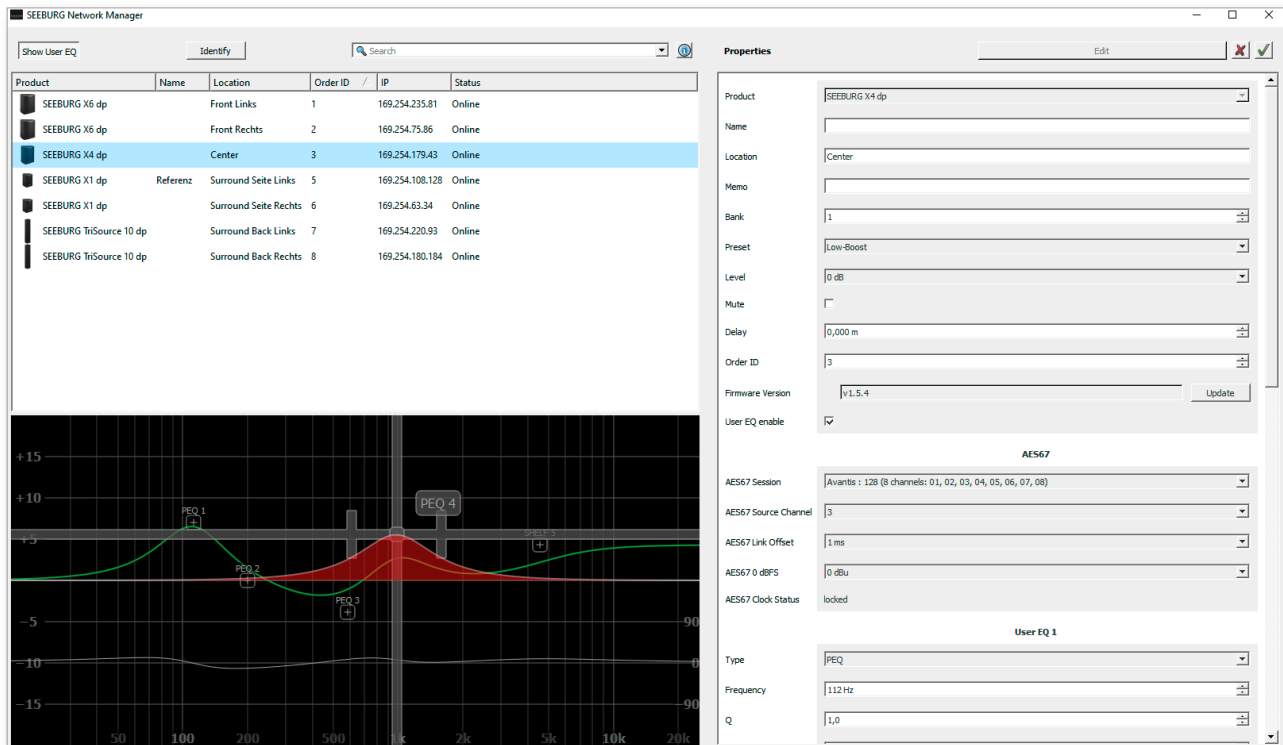 SEEBURG Network Manager
Show User EQ Identify Search
Product Name Location Order ID IP Status
SEEBURG X6 dp Front Links 1 169.254.235.81 Online
SEEBURG X6 dp Front Rechts 2 169.254.75.86 Online
SEEBURG X4 dp Center 3 169.254.179.43 Online
SEEBURG X1 dp Referenz Surround Seite Links 5 169.254.108.128 Online
SEEBURG X1 dp Surround Seite Rechts 6 169.254.63.34 Online
SEEBURG TriSource 10 dp Surround Back Links 7 169.254.220.93 Online
SEEBURG TriSource 10 dp Surround Back Rechts 8 169.254.180.184 Online
+15
+10
PEQ 4
PEQ 1
+5
SHELF 5
PEQ 2
PEQ 3
−5 90
−10 0
−15 −90
50 100 200 500 1k 2k 5k 10k 20k
Properties Edit
Product SEEBURG X4 dp
Name
Location Center
Memo
Bank 1
Preset Low-Boost
Level 0 dB
Mute
Delay 0,000 m
Order ID 3
Firmware Version v1.5.4 Update
User EQ enable
AES67
AES67 Session Avantis : 128 (8 channels: 01, 02, 03, 04, 05, 06, 07, 08)
AES67 Source Channel 3
AES67 Link Offset 1 ms
AES67 0 dBFS 0 dBu
AES67 Clock Status locked
User EQ 1
Type PEQ
Frequency 112 Hz
Q 1,0